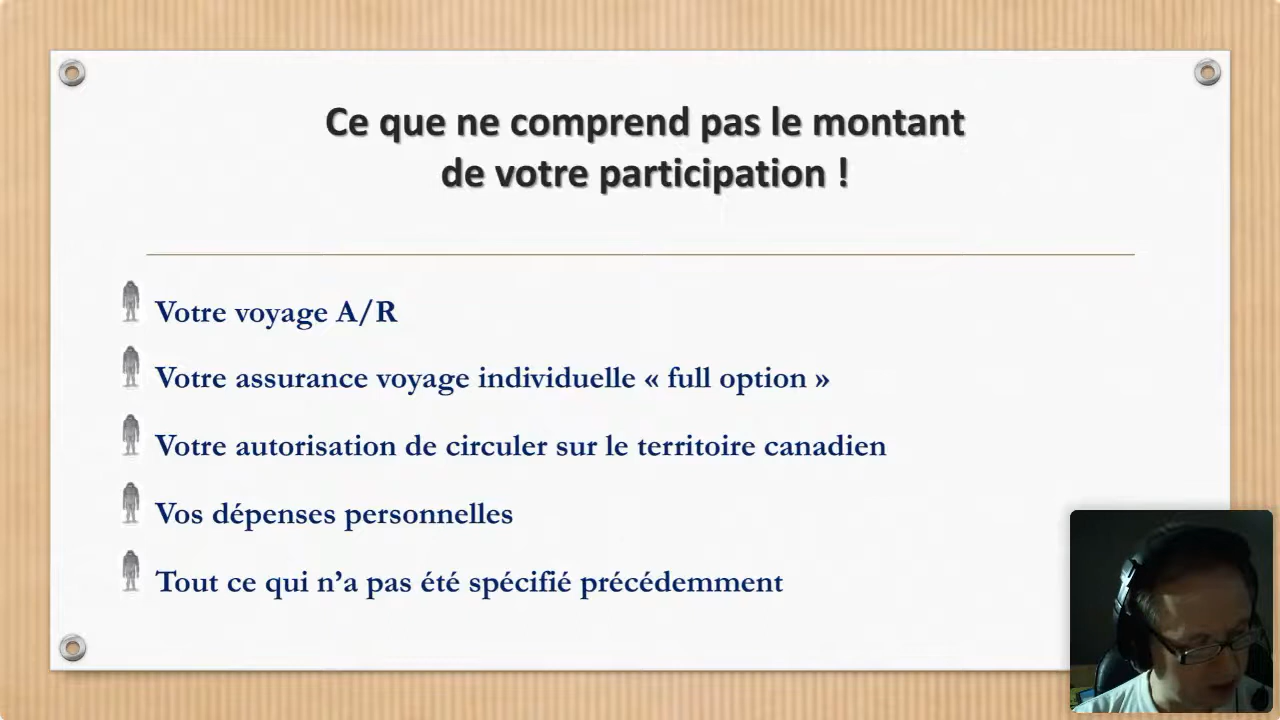 Ce que ne comprend pas le montant
de votre participation !
Votre voyage A/R
Votre assurance voyage individuelle « full option »
Votre autorisation de circuler sur le territoire canadien
Vos dépenses personnelles
Tout ce qui n’a pas été spécifié précédemment